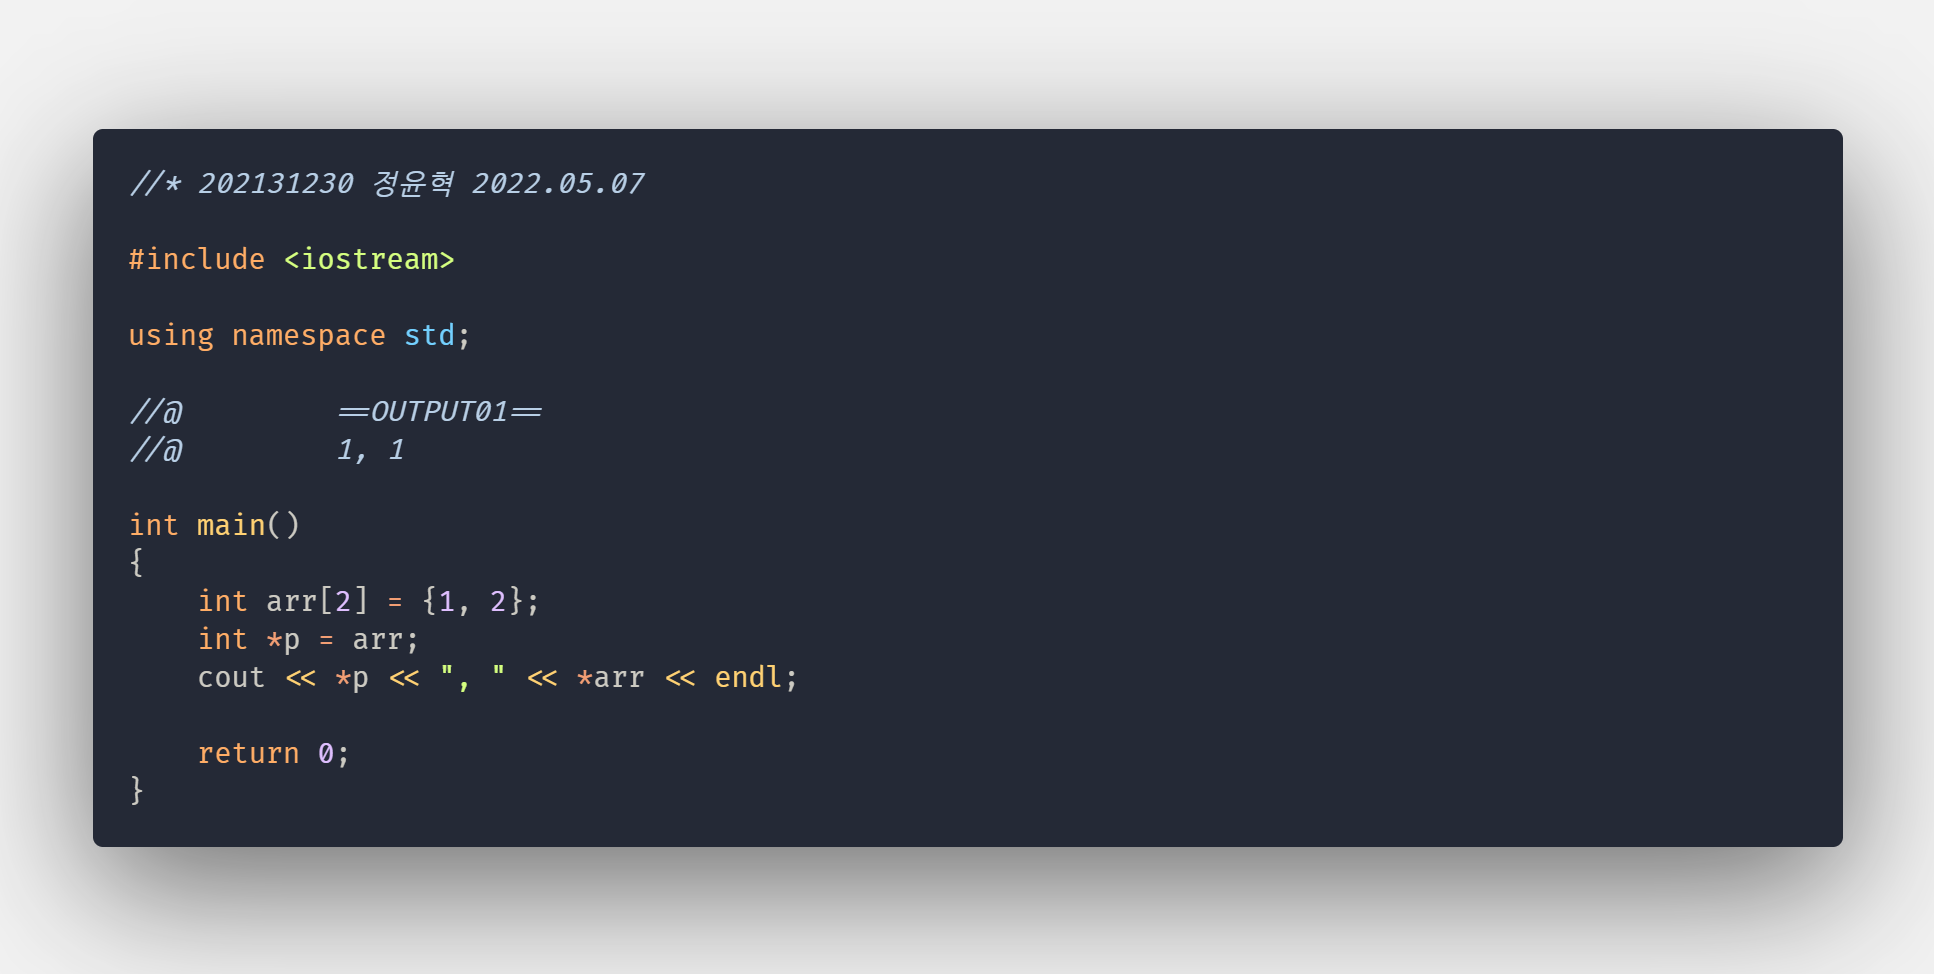 //* 202131230 정윤혁 2022.05.07
#include <iostream>
using namespace std;
//@         ==OUTPUT01==
//@         1, 1
int main()
{
    int arr[2] = {1, 2};
    int *p = arr;
    cout << *p << ", " << *arr << endl;
    return 0;
}